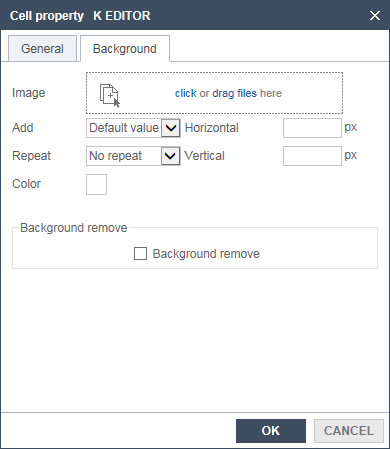 Cell property K EDITOR
General Background
Image click or drag files here
Add Default value Horizontal px
Repeat No repeat Vertical px
Color
Background remove
Background remove
OK CANCEL